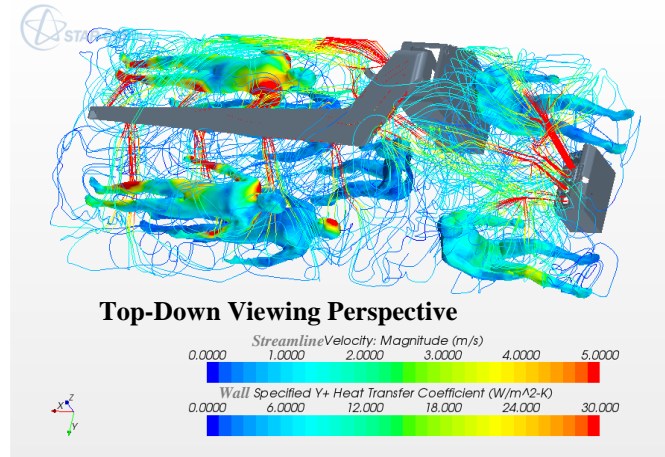 STAR
Top-Down Viewing Perspective
Streamline Velocity: Magnitude (m/s)
0.0000 1.0000 2.0000 3.0000 4.0000 5.0000
Wall Specified Y+ Heat Transfer Coefficient (W/m^2-K)
0.0000 6.0000 12.000 18.000 24.000 30.000
X Z
Y